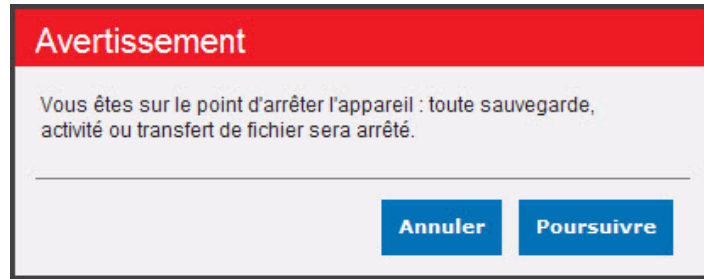 Avertissement
Vous êtes sur le point d'arrêter l'appareil : toute sauvegarde,
activité ou transfert de fichier sera arrêté.
Annuler Poursuivre